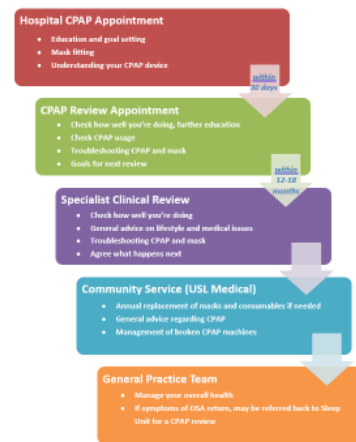 Hospital CPAP Appointment
Education and goal setting
Mask fitting
Understanding your CPAP device
within
30 days
CPAP Review Appointment
Check how well you're doing, further education
Check CPAP usage
Troubleshooting CPAP and mask
Goals for next review
within
12-18
months
Specialist Clinical Review
Check how well you're doing
General advice on lifestyle and medical issues
Troubleshooting CPAP and mask
Agree what happens next
Community Service (USL Medical)
Annual replacement of masks and consumables if needed
General advice regarding CPAP
Management of broken CPAP machines
General Practice Team
Manage your overall health
If symptoms of OSA return, may be referred back to Sleep
Unit for a CPAP review